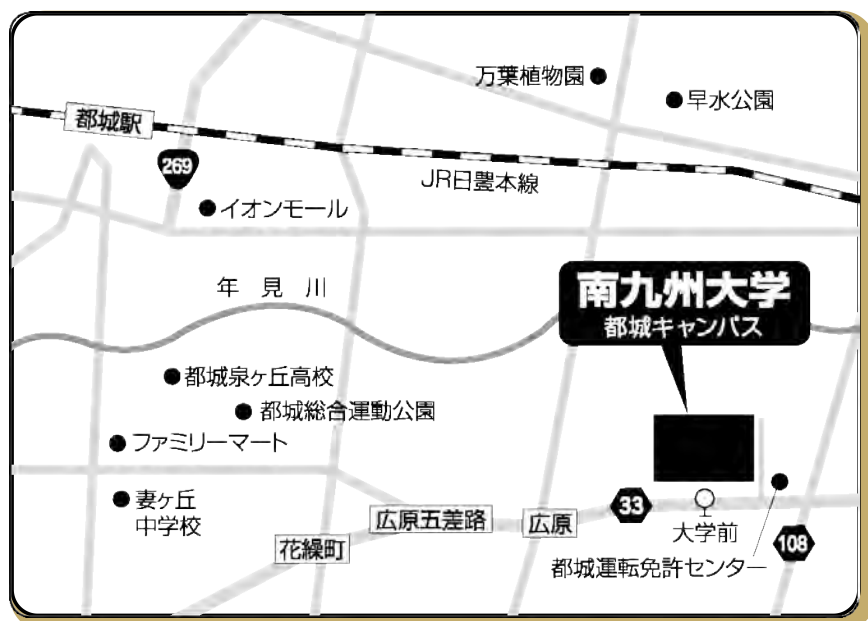 万葉植物園
早水公園
都城駅
269
イオンモール
JR日豊本線
年見川
南九州大学
都城キャンパス
都城泉ヶ丘高校
都城総合運動公園
ファミリーマート
妻ヶ丘
中学校
広原五差路
広原
33
大学前
花繰町
108
都城運転免許センター